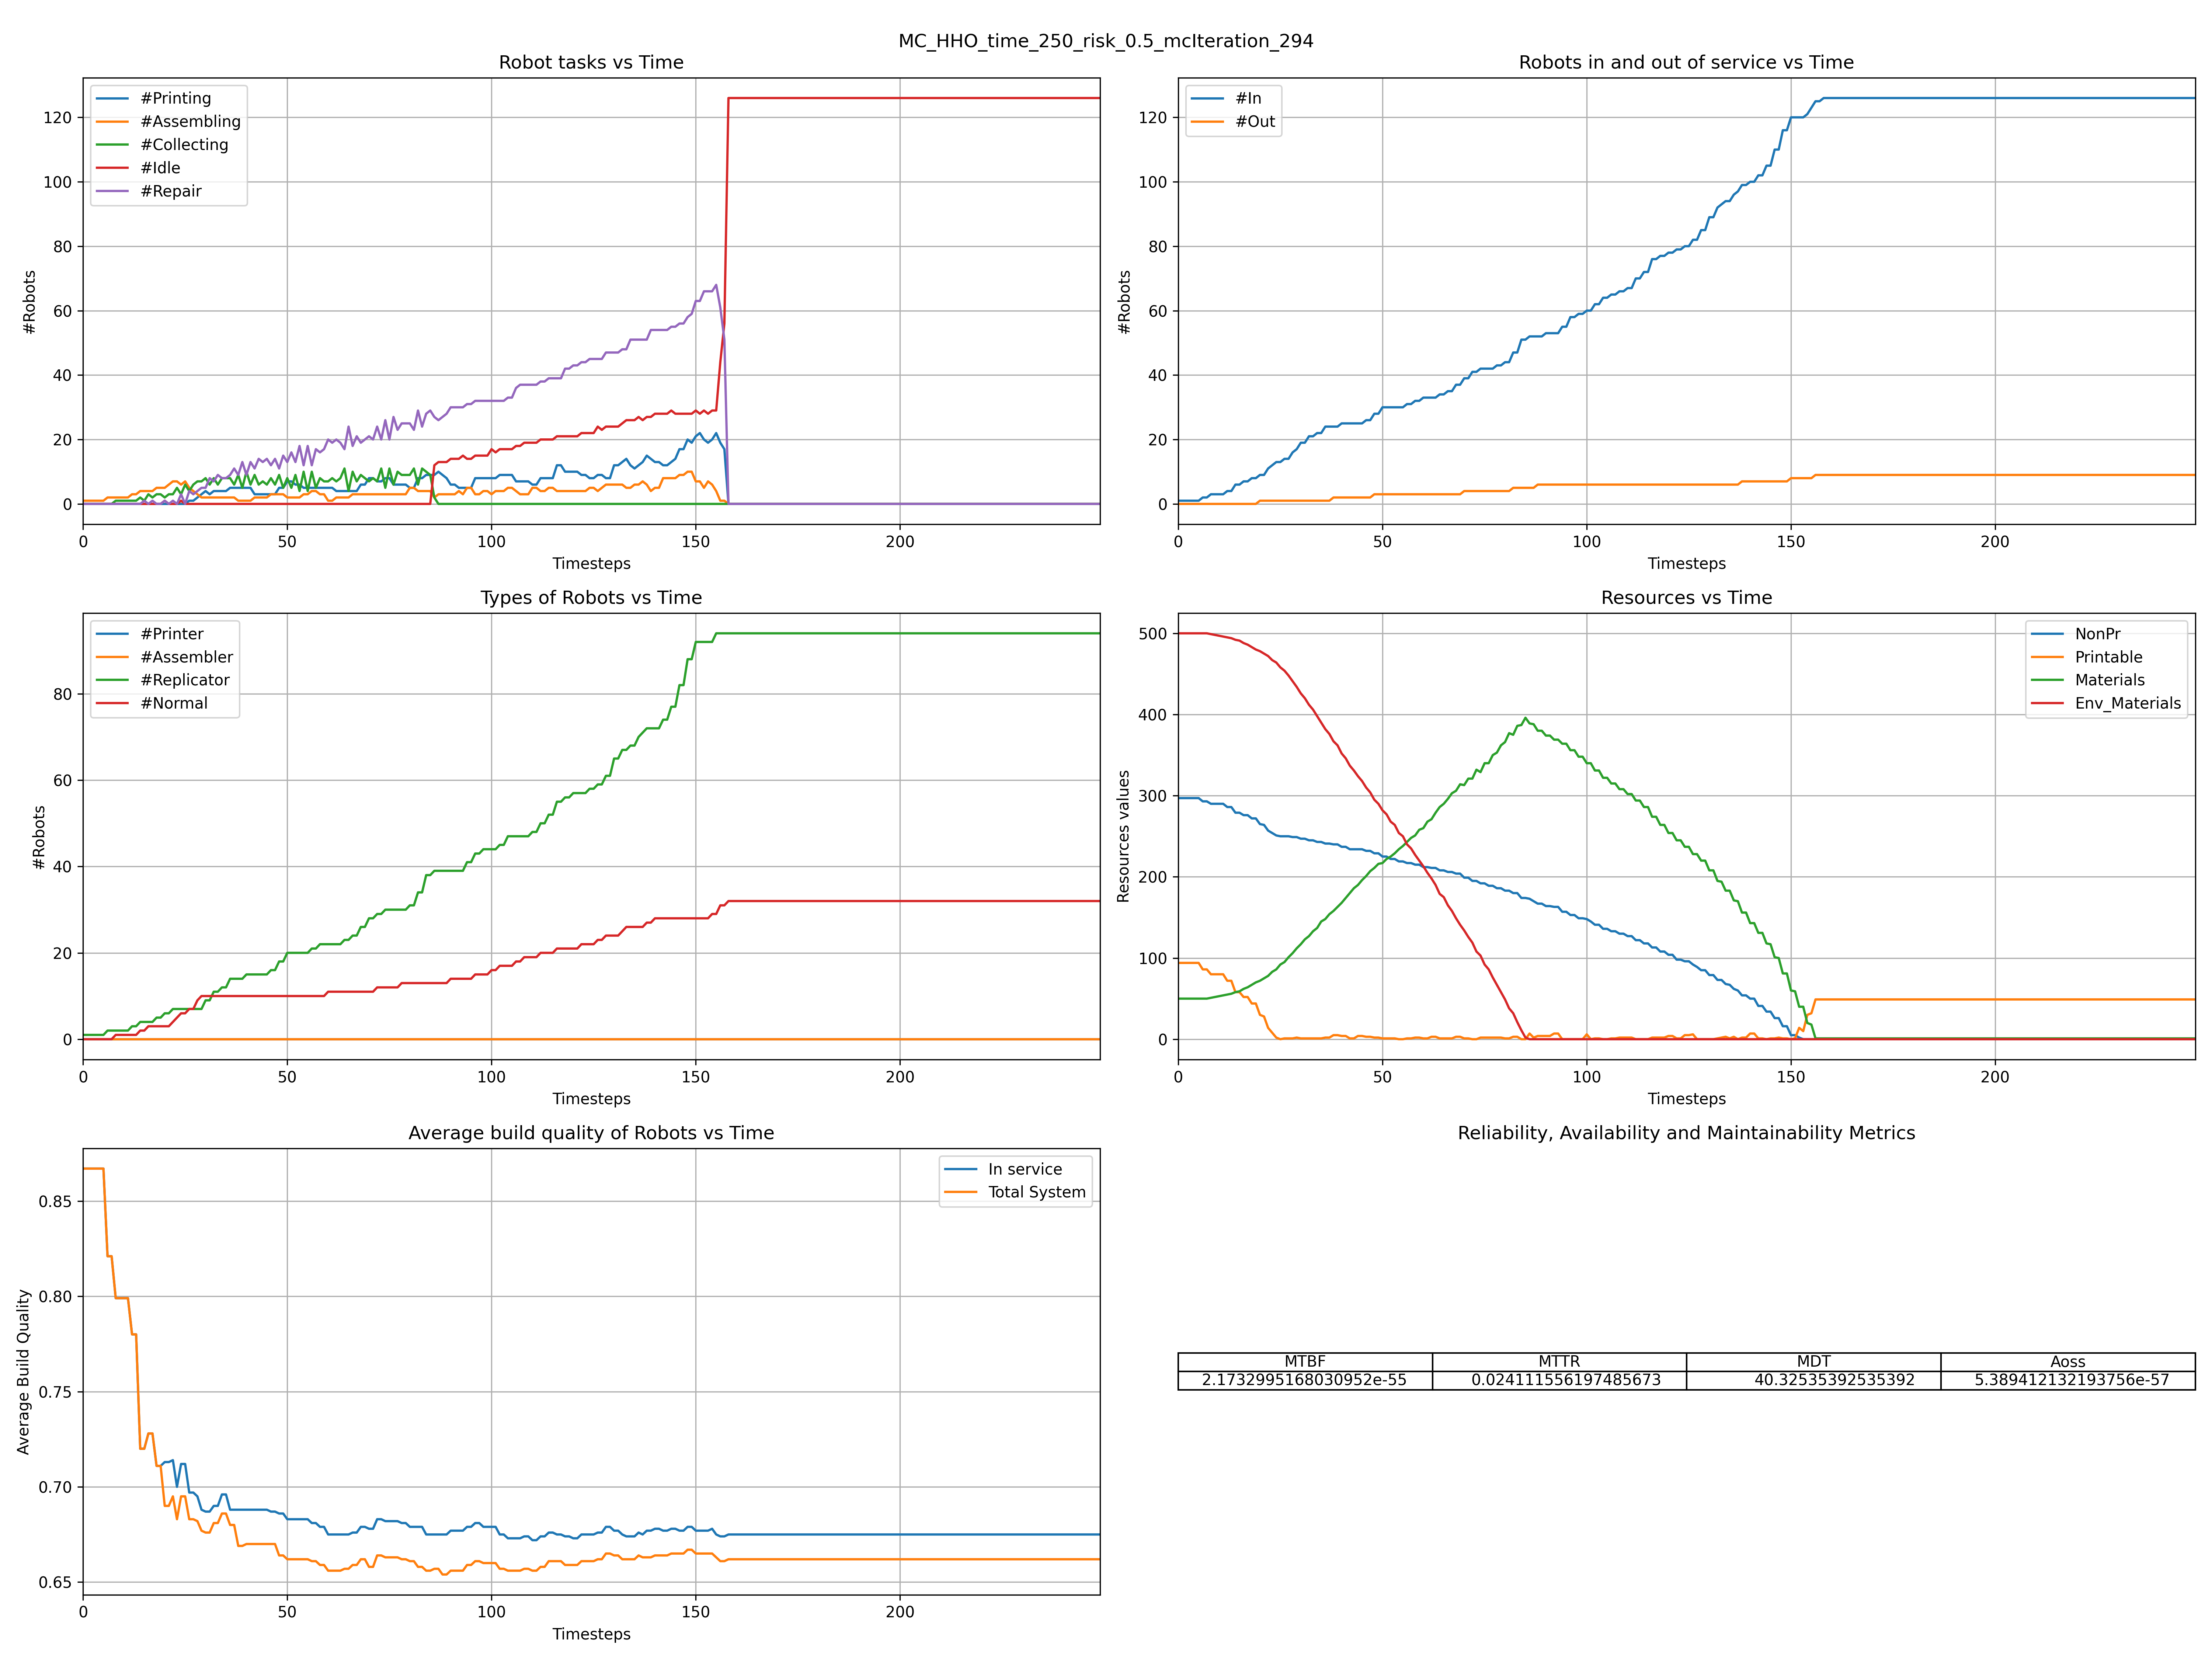 MC_HHO_time_250_risk_0.5_mcIteration_294
Robot tasks vs Time
#Printing
#Assembling
#Collecting
#Idle
#Repair
#Robots
120
100
80
60
40
20
0
0 50 100 150 200
Timesteps
Robots in and out of service vs Time
#In
#Out
#Robots
120
100
80
60
40
20
0
0 50 100 150 200
Timesteps
Types of Robots vs Time
#Printer
#Assembler
#Replicator
#Normal
#Robots
80
60
40
20
0
0 50 100 150 200
Timesteps
Resources vs Time
NonPr
Printable
Materials
Env_Materials
Resources values
500
400
300
200
100
0
0 50 100 150 200
Timesteps
Average build quality of Robots vs Time
In service
Total System
Average Build Quality
0.85
0.80
0.75
0.70
0.65
0 50 100 150 200
Timesteps
Reliability, Availability and Maintainability Metrics
MTBF MTTR MDT Aoss
2.1732995168030952e-55 0.024111556197485673 40.32535392535392 5.389412132193756e-57